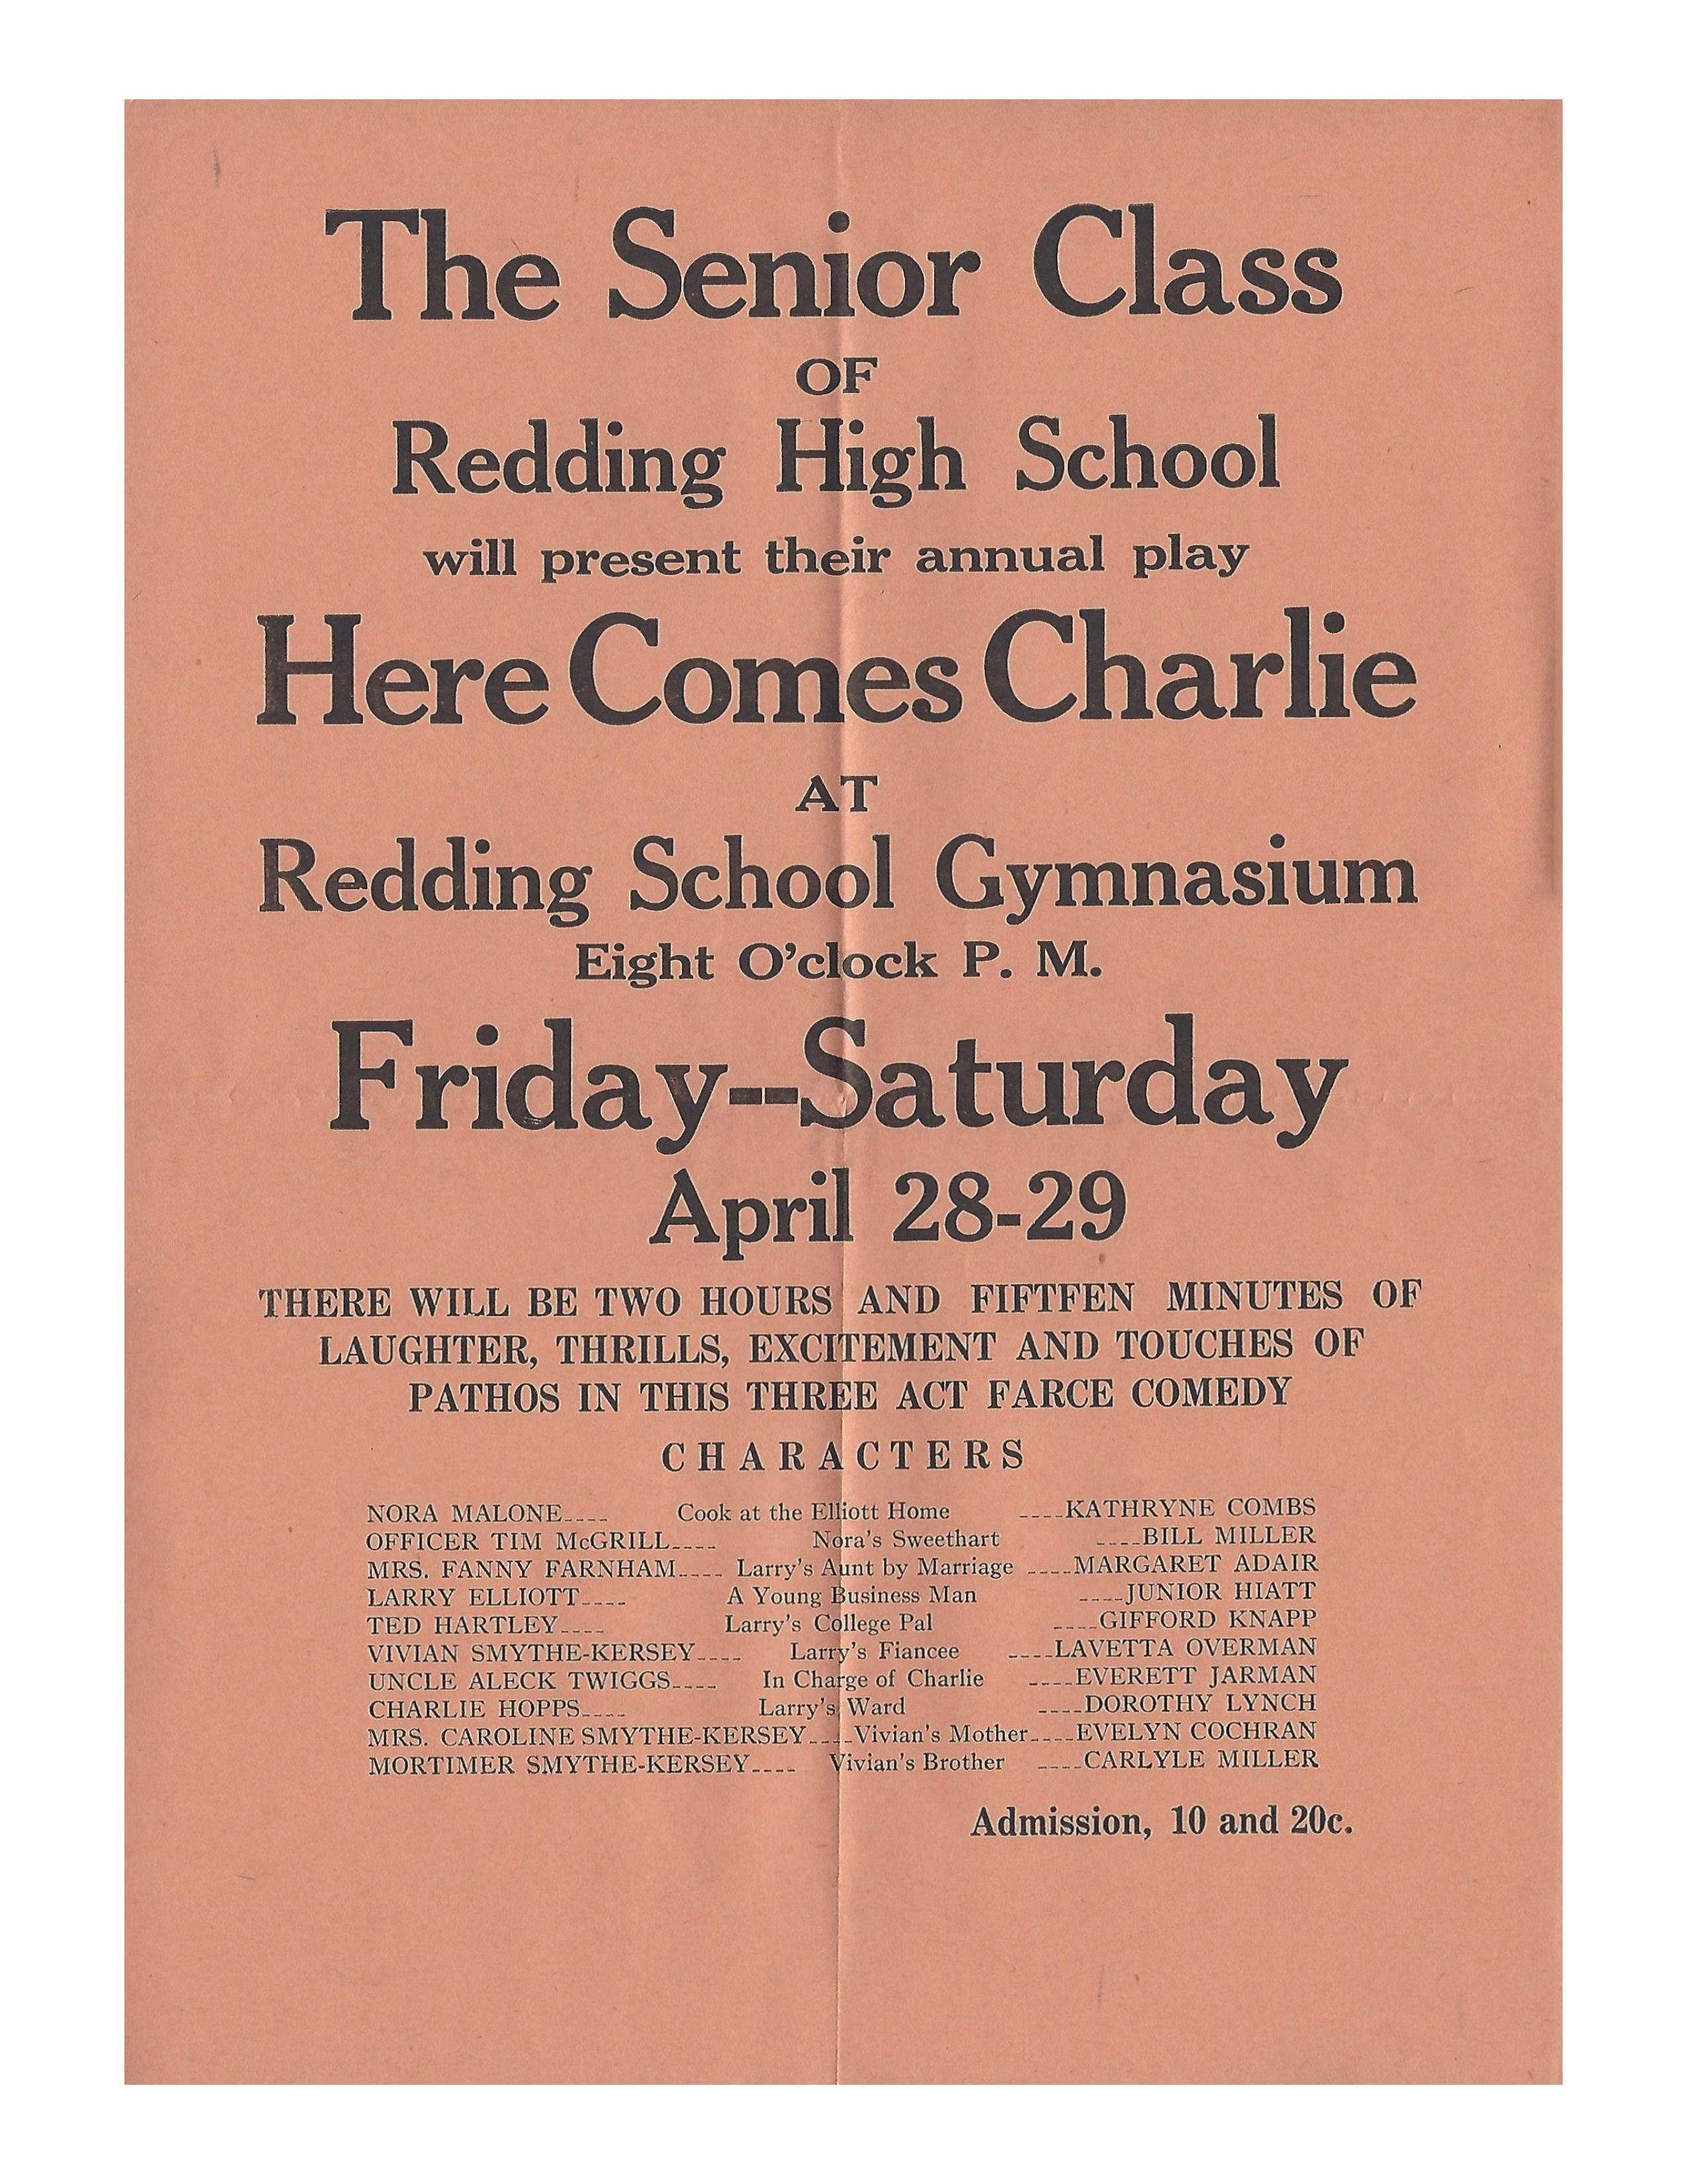 The Senior Class
OF
Redding High School
will present their annual play
Here Comes Charlie
AT
Redding School Gymnasium
Eight O'clock P. M.
Friday--Saturday
April 28-29
THERE WILL BE TWO HOURS AND FIFTFEN MINUTES OF
LAUGHTER, THRILLS, EXCITEMENT AND TOUCHES OF
PATHOS IN THIS THREE ACT FARCE COMEDY
CHARACTERS
NORA MALONE---- Cook at the Elliott Home ----KATHRYNE COMBS
OFFICER TIM McGRILL---- Nora's Sweethart ----BILL MILLER
MRS. FANNY FARNHAM---- Larry's Aunt by Marriage ----MARGARET ADAIR
LARRY ELLIOTT---- A Young Business Man ----JUNIOR HIATT
TED HARTLEY---- Larry's College Pal ----GIFFORD KNAPP
VIVIAN SMYTHE-KERSEY---- Larry's Fiancee ----LAVETTA OVERMAN
UNCLE ALECK TWIGGS---- In Charge of Charlie ----EVERETT JARMAN
CHARLIE HOPPS---- Larry's Ward ----DOROTHY LYNCH
MRS. CAROLINE SMYTHE-KERSEY----Vivian's Mother----EVELYN COCHRAN
MORTIMER SMYTHE-KERSEY---- Vivian's Brother ----CARLYLE MILLER
Admission, 10 and 20c.